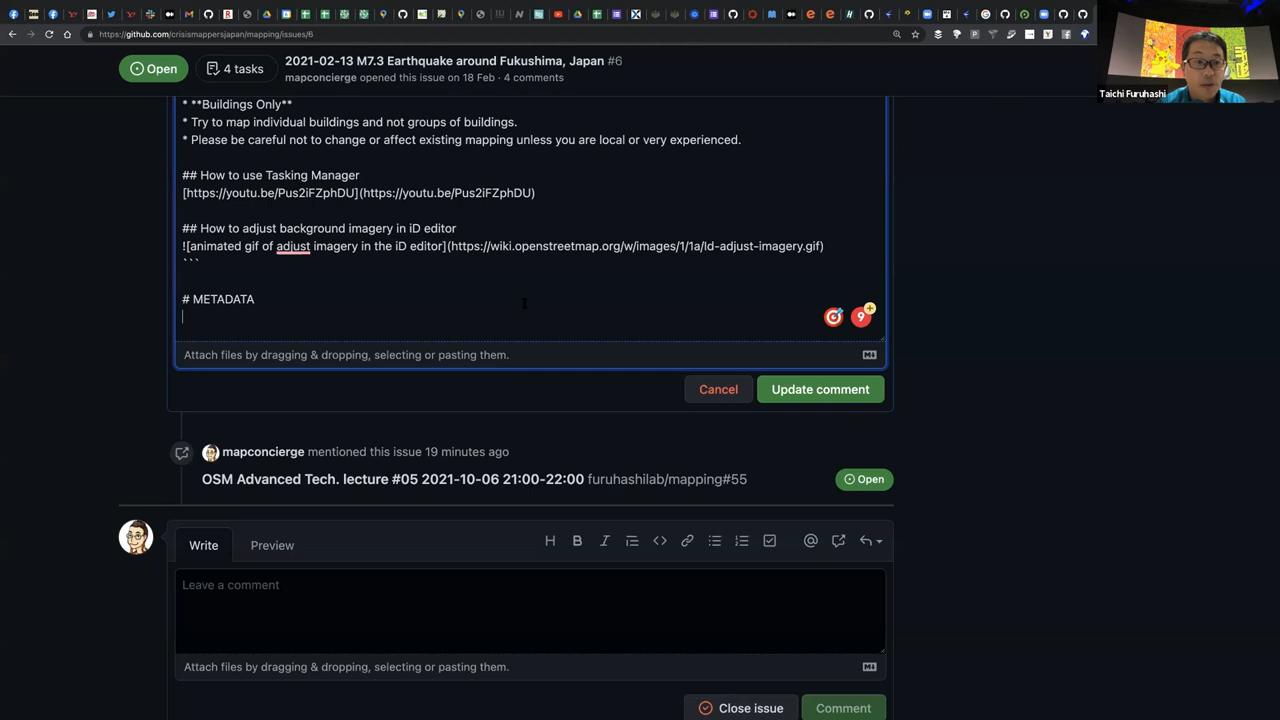 https://github.com/crisismappersjapan/mapping/issues/6
Taichi Furuhashi
Open
4 tasks
2021-02-13 M7.3 Earthquake around Fukushima, Japan #6
mapconcierge opened this issue on 18 Feb · 4 comments
* **Buildings Only**
* Try to map individual buildings and not groups of buildings.
* Please be careful not to change or affect existing mapping unless you are local or very experienced.
## How to use Tasking Manager
[https://youtu.be/Pus2iFZphDU](https://youtu.be/Pus2iFZphDU)
## How to adjust background imagery in iD editor
![animated gif of adjust imagery in the iD editor](https://wiki.openstreetmap.org/w/images/1/1a/Id-adjust-imagery.gif)
```
# METADATA
9
Attach files by dragging & dropping, selecting or pasting them.
Cancel
Update comment
mapconcierge mentioned this issue 19 minutes ago
OSM Advanced Tech. lecture #05 2021-10-06 21:00-22:00 furuhashilab/mapping#55
Open
Write
Preview
Leave a comment
Attach files by dragging & dropping, selecting or pasting them.
Close issue
Comment